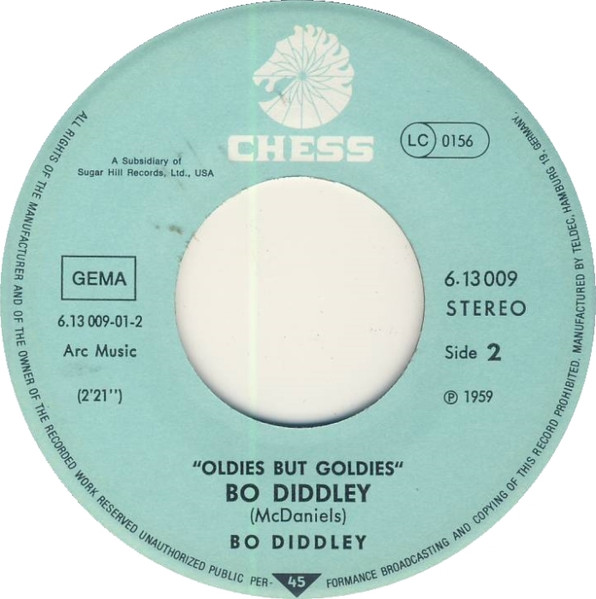 CHESS
LC 0156
A Subsidiary of
Sugar Hill Records, Ltd., USA
GEMA
6.13 009-01-2
Arc Music
(2'21'')
6.13009
STEREO
Side 2
℗ 1959
"OLDIES BUT GOLDIES"
BO DIDDLEY
(McDaniels)
BO DIDDLEY
ALL RIGHTS OF THE MANUFACTURER AND OF THE OWNER OF THE RECORDED WORK RESERVED UNAUTHORIZED PUBLIC PER- 45 FORMANCE BROADCASTING AND COPYING OF THIS RECORD PROHIBITED. MANUFACTURED BY TELDEC, HAMBURG 19, GERMANY.